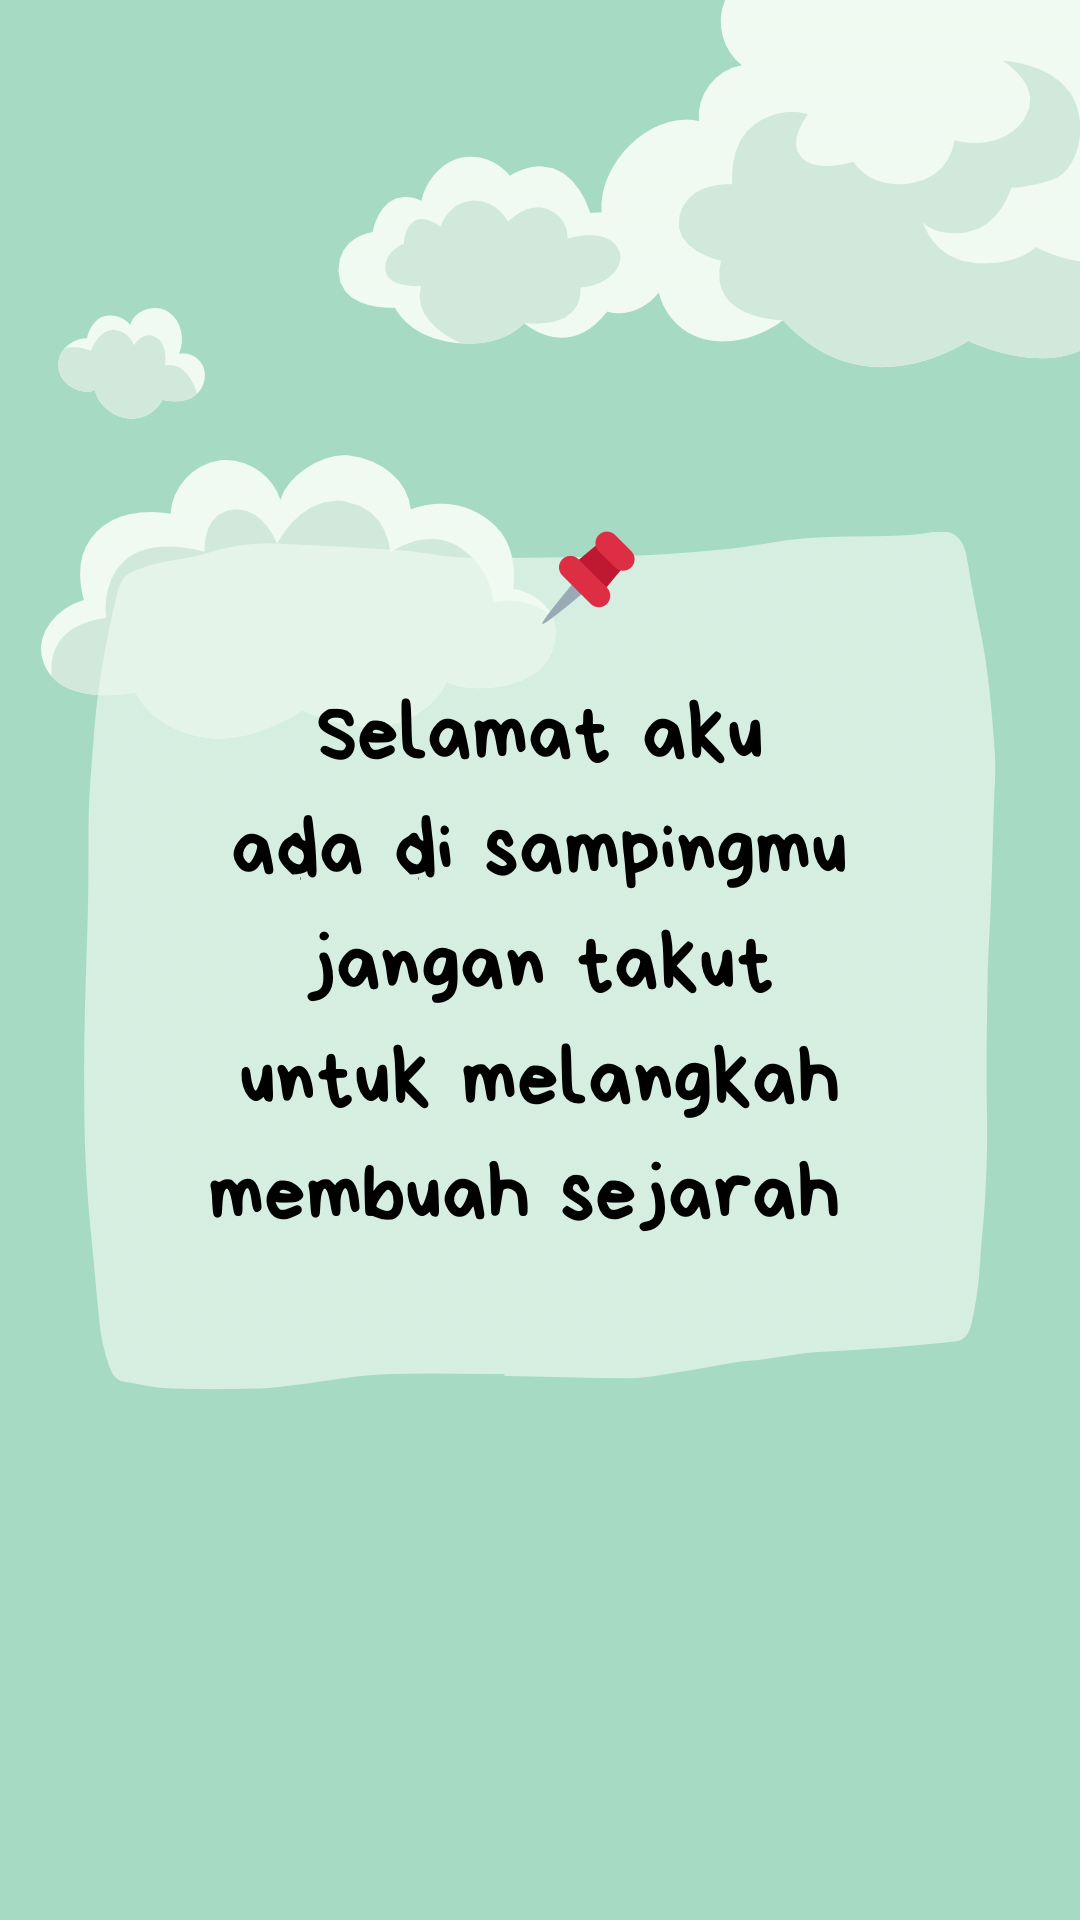 Selamat aku
ada di sampingmu
jangan takut
untuk melangkah
membuah sejarah